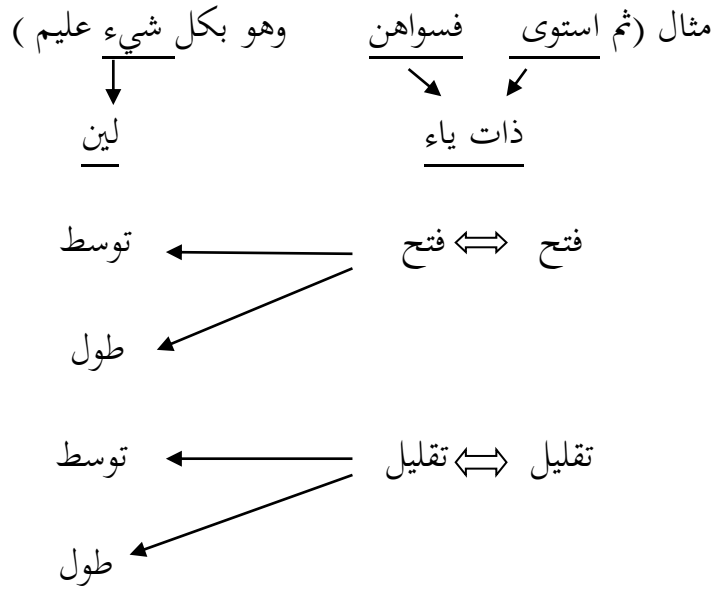 مثال (ثم استوى فسواهن وهو بكل شيء عليم )
ذات ياء لين
فتح فتح توسط
طول
تقليل تقليل توسط
طول